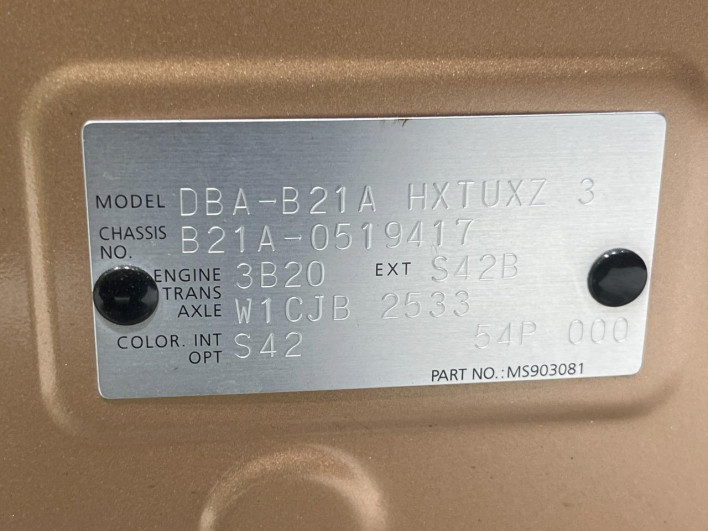 MODEL DBA-B21A HXTUXZ 3
CHASSIS NO. B21A-0519417
ENGINE 3B20 EXT S42B
TRANS AXLE W1CJB 2533
COLOR. INT OPT S42 54P 000
PART NO.: MS903081